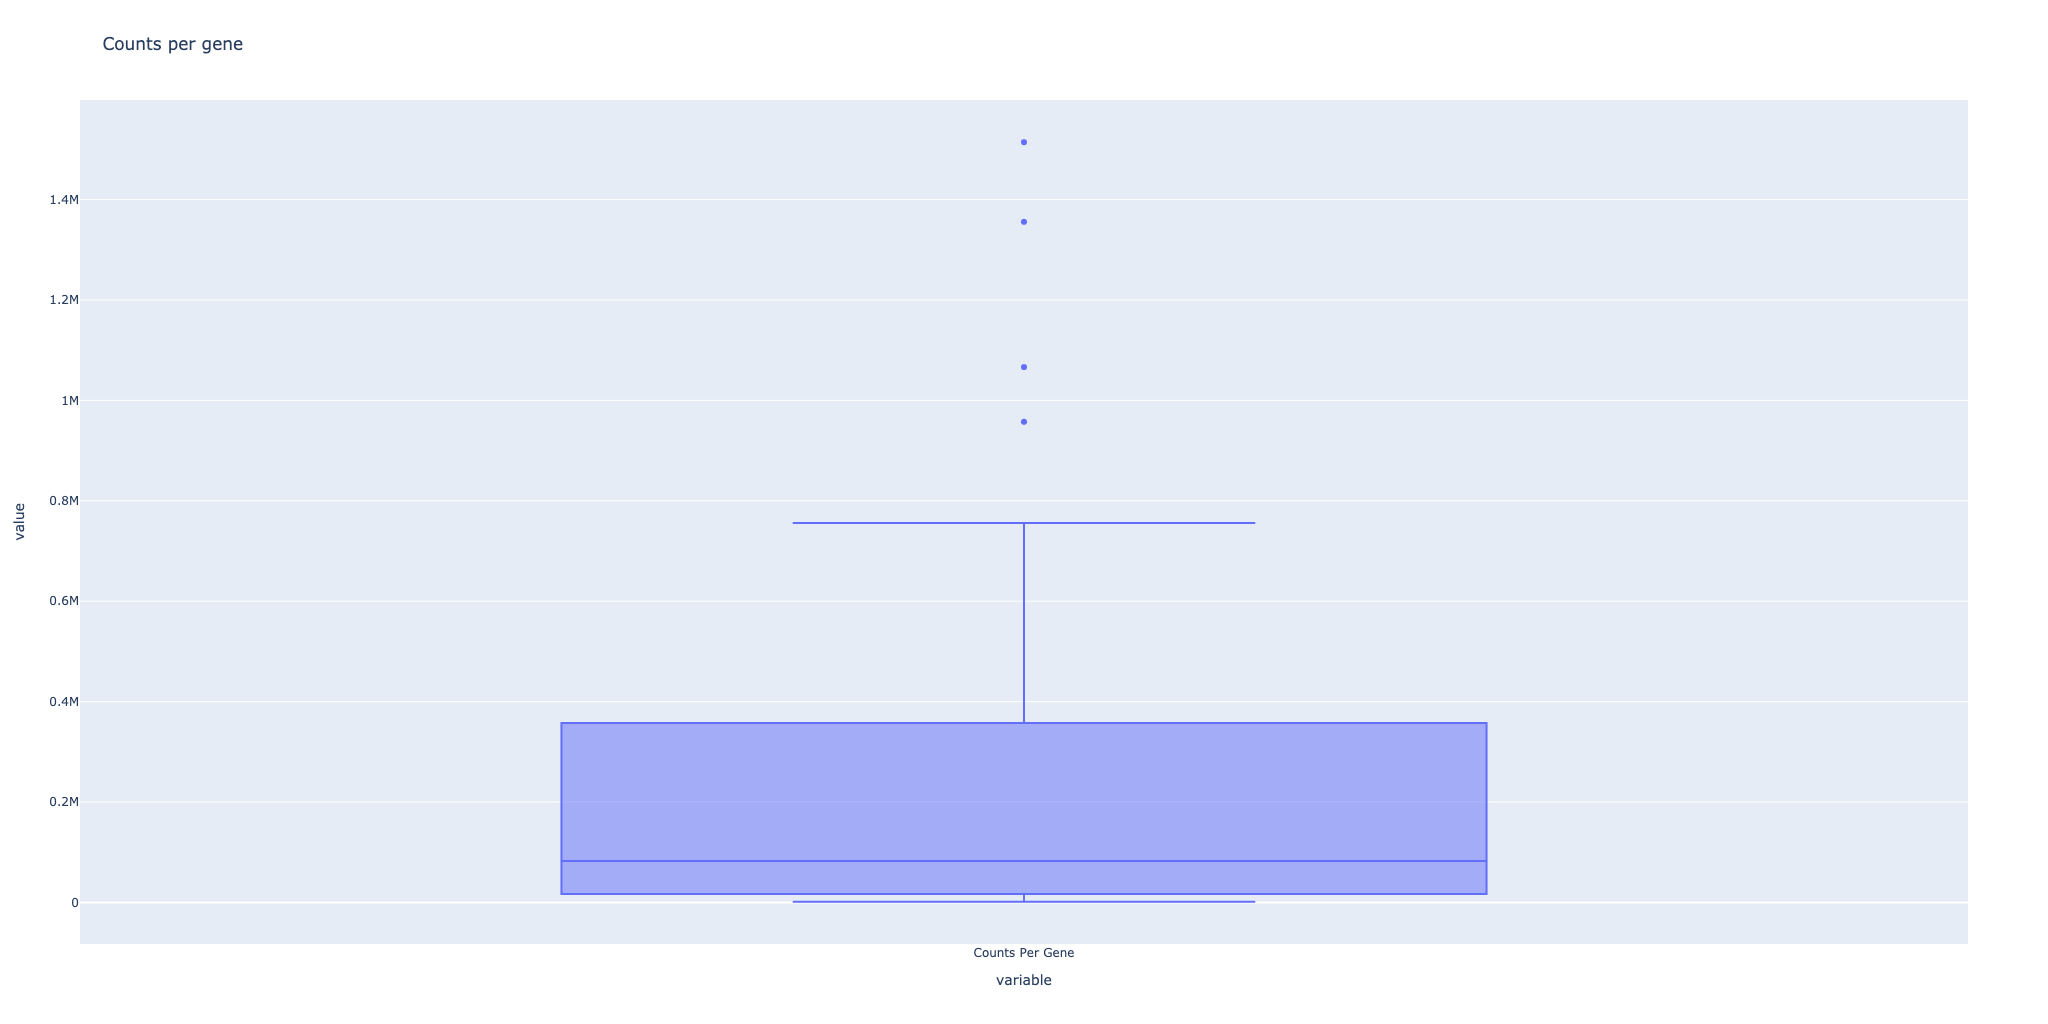 Counts per gene
1.4M
1.2M
1M
0.8M
0.6M
0.4M
0.2M
0
value
Counts Per Gene
variable